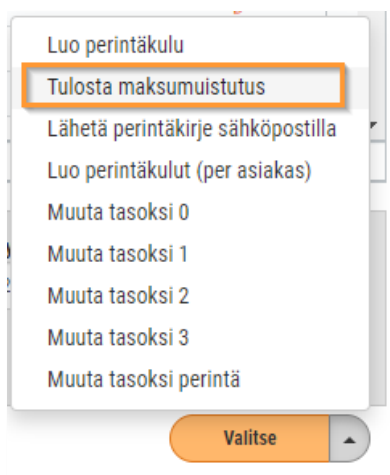 Luo perintäkulu
Tulosta maksumuistutus
Lähetä perintäkirje sähköpostilla
Luo perintäkulut (per asiakas)
Muuta tasoksi 0
Muuta tasoksi 1
Muuta tasoksi 2
Muuta tasoksi 3
Muuta tasoksi perintä
Valitse